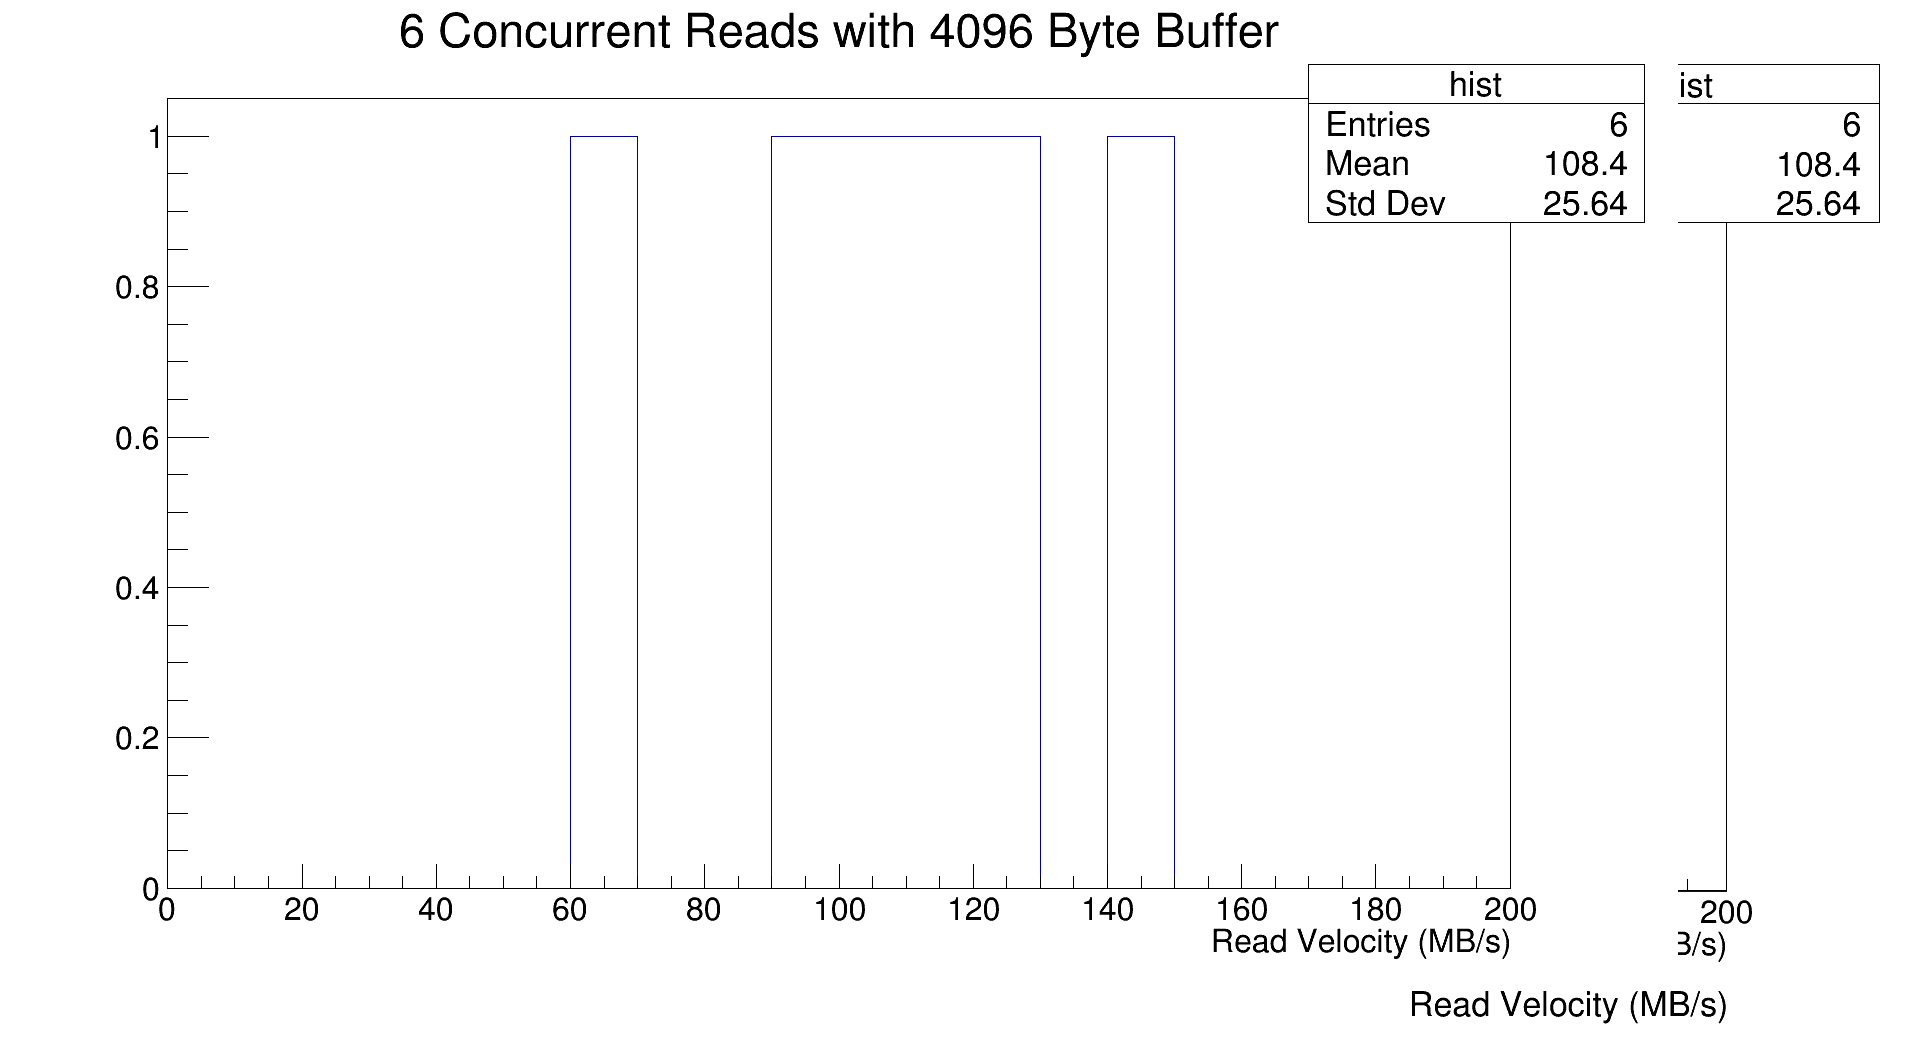 6 Concurrent Reads with 4096 Byte Buffer
hist
ist
Entries 6
6
Mean 108.4
108.4
Std Dev 25.64
25.64
1
0.8
0.6
0.4
0.2
0
0 20 40 60 80 100 120 140 160 180 200
200
Read Velocity (MB/s)
B/s)
Read Velocity (MB/s)